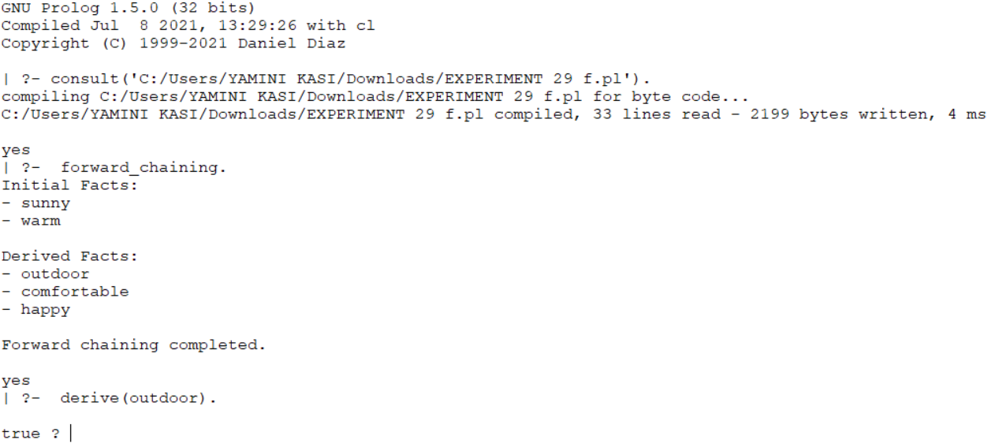 GNU Prolog 1.5.0 (32 bits)
Compiled Jul  8 2021, 13:29:26 with cl
Copyright (C) 1999-2021 Daniel Diaz
| ?- consult('C:/Users/YAMINI KASI/Downloads/EXPERIMENT 29 f.pl').
compiling C:/Users/YAMINI KASI/Downloads/EXPERIMENT 29 f.pl for byte code...
C:/Users/YAMINI KASI/Downloads/EXPERIMENT 29 f.pl compiled, 33 lines read - 2199 bytes written, 4 ms
yes
| ?-  forward_chaining.
Initial Facts:
- sunny
- warm
Derived Facts:
- outdoor
- comfortable
- happy
Forward chaining completed.
yes
| ?-  derive(outdoor).
true ?